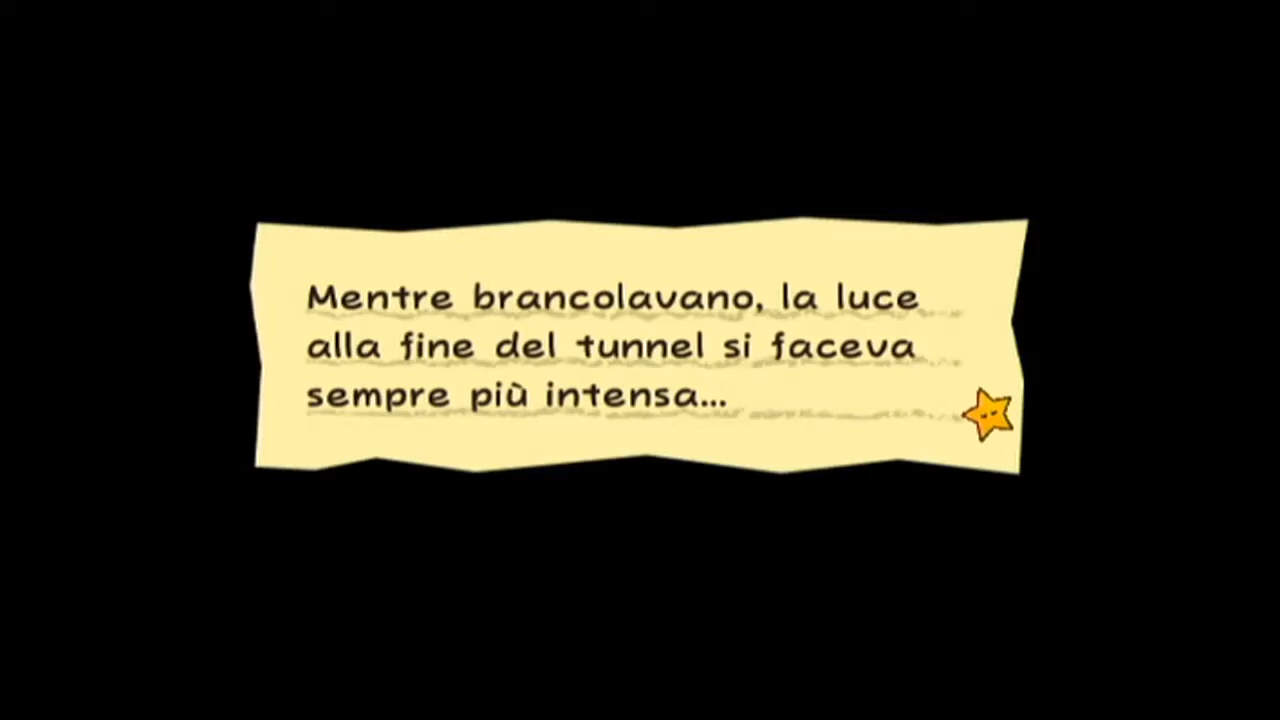 Mentre brancolavano, la luce
alla fine del tunnel si faceva
sempre più intensa...